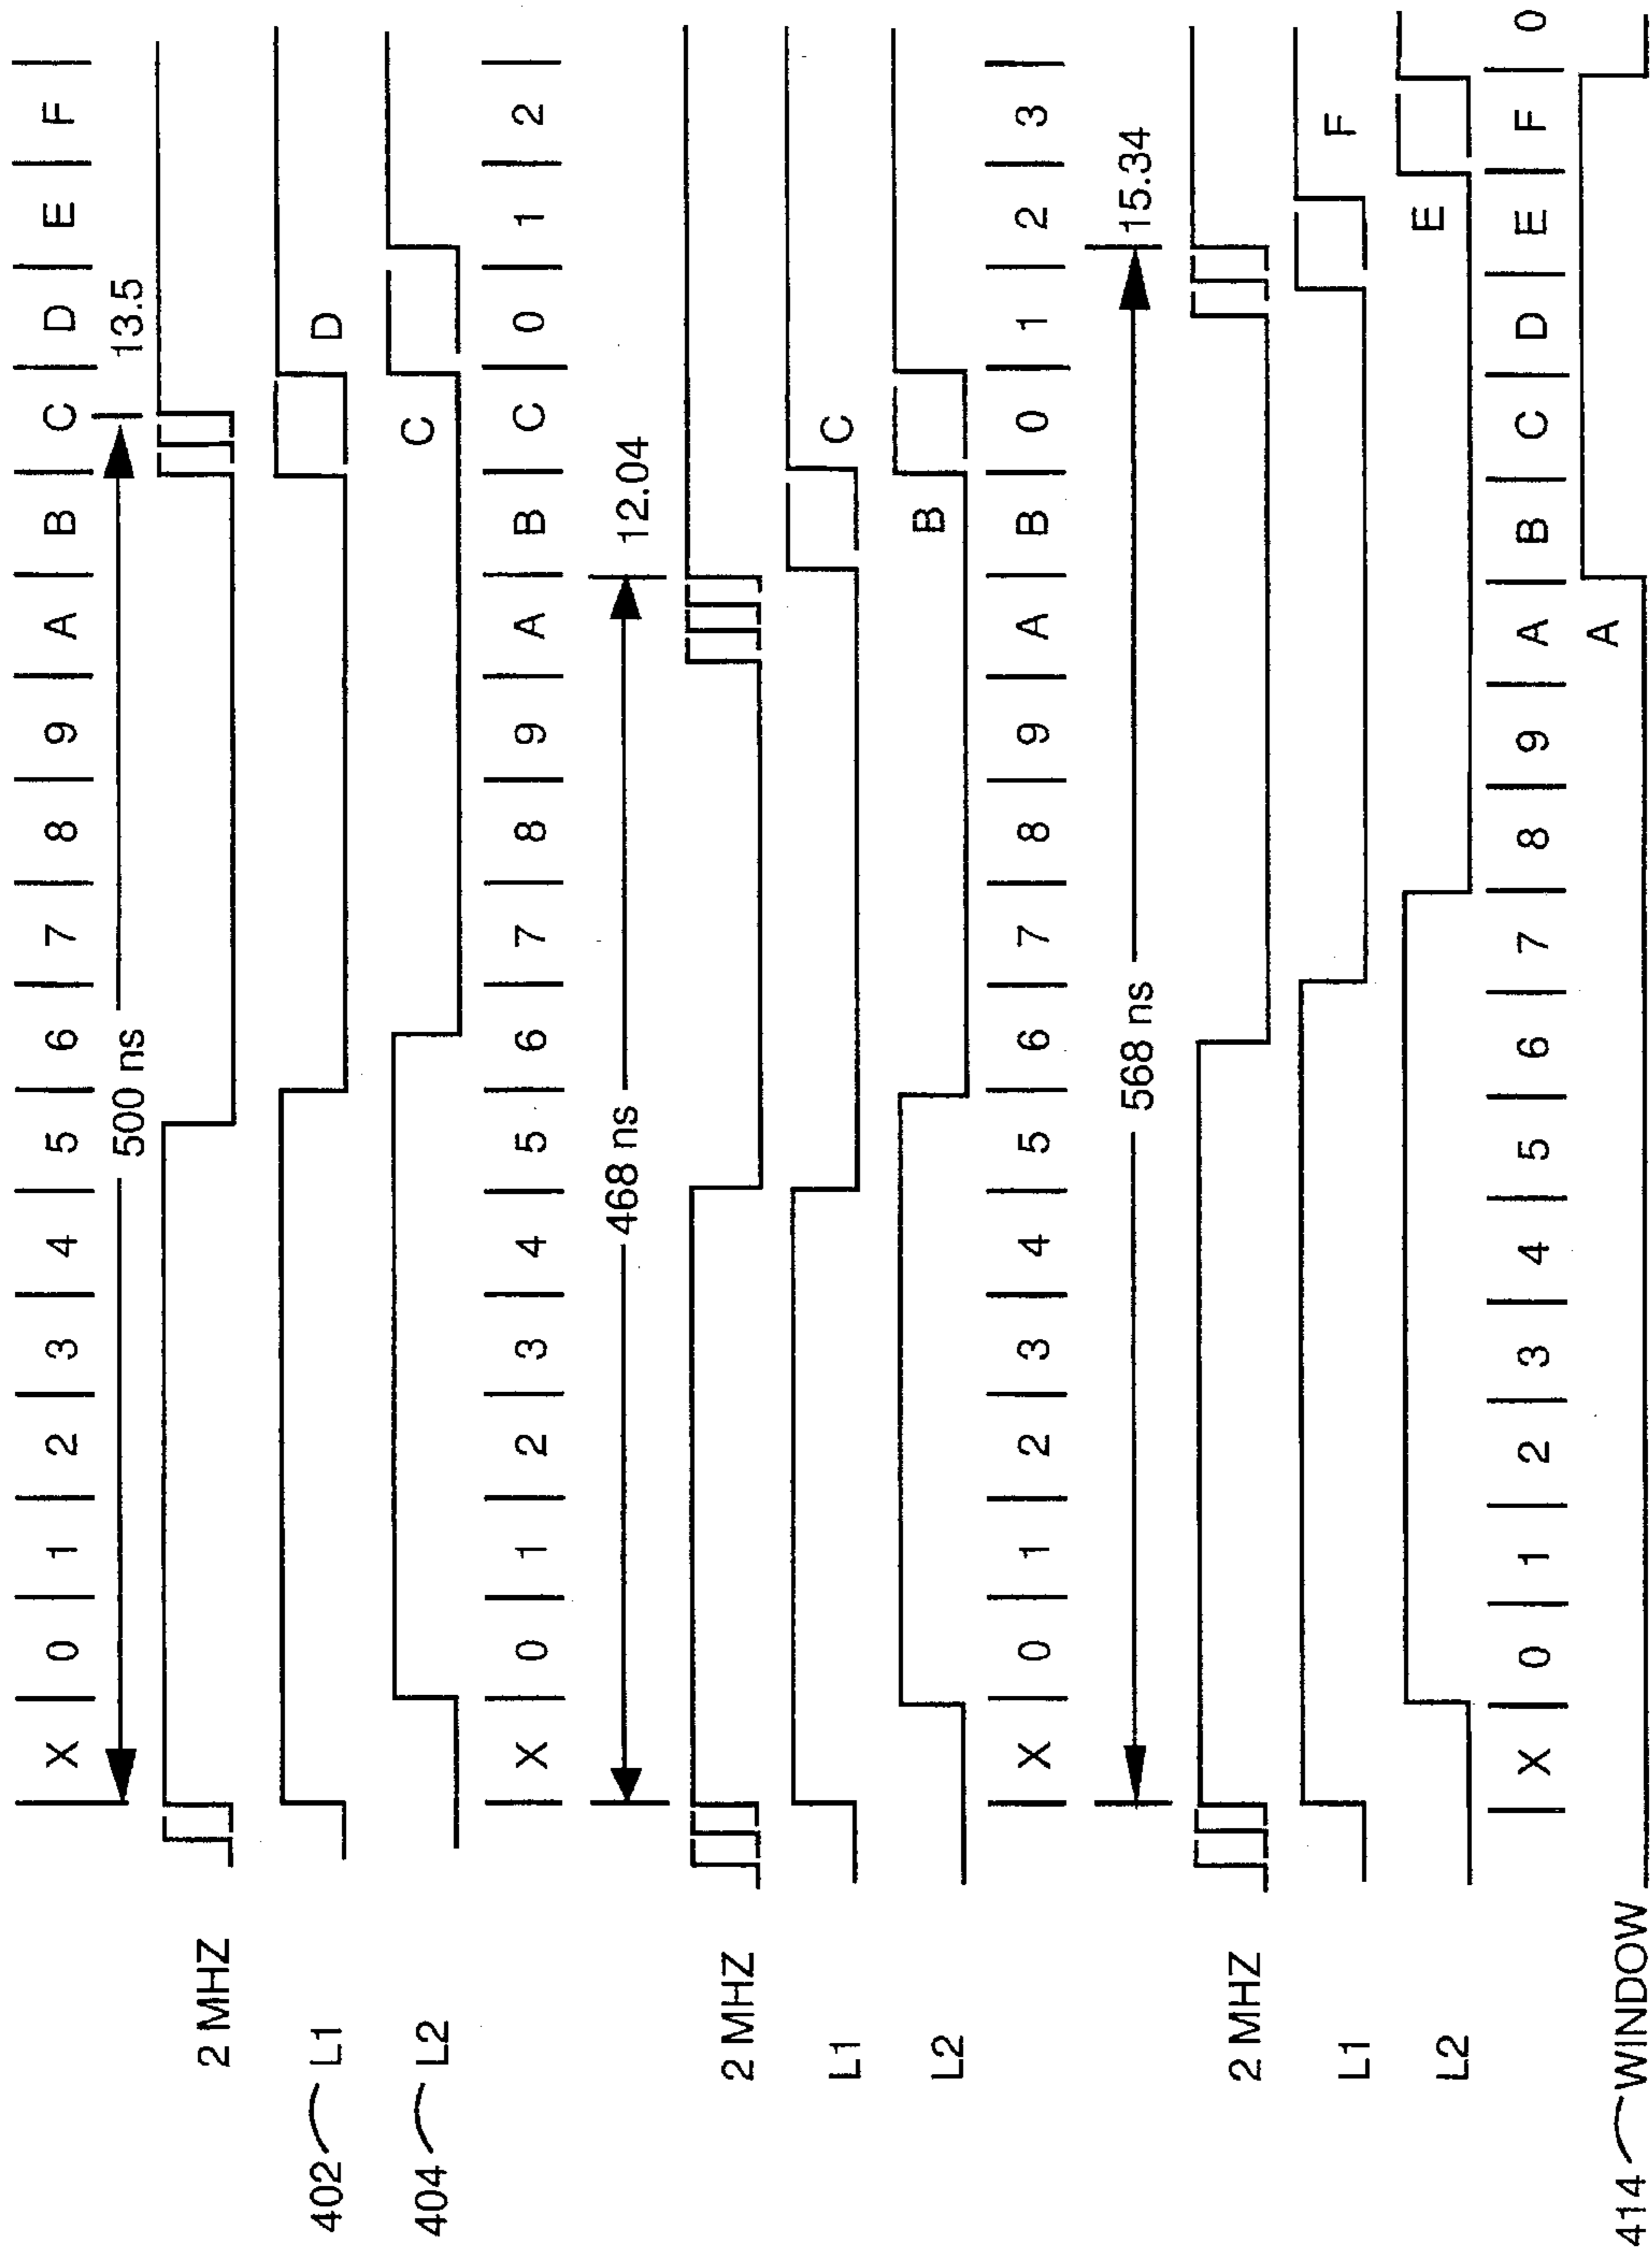 X | 0 | 1 | 2 | 3 | 4 | 5 | 6 | 7 | 8 | 9 | A | B | C | D | E | F |
500 ns
13.5
2 MHZ
402 L1
D
404 L2
C
X | 0 | 1 | 2 | 3 | 4 | 5 | 6 | 7 | 8 | 9 | A | B | C | 0 | 1 | 2 |
468 ns
12.04
2 MHZ
L1
C
L2
B
X | 0 | 1 | 2 | 3 | 4 | 5 | 6 | 7 | 8 | 9 | A | B | 0 | 1 | 2 | 3 |
568 ns
15.34
2 MHZ
L1
F
L2
E
X | 0 | 1 | 2 | 3 | 4 | 5 | 6 | 7 | 8 | 9 | A | B | C | D | E | F | 0
A
414 WINDOW